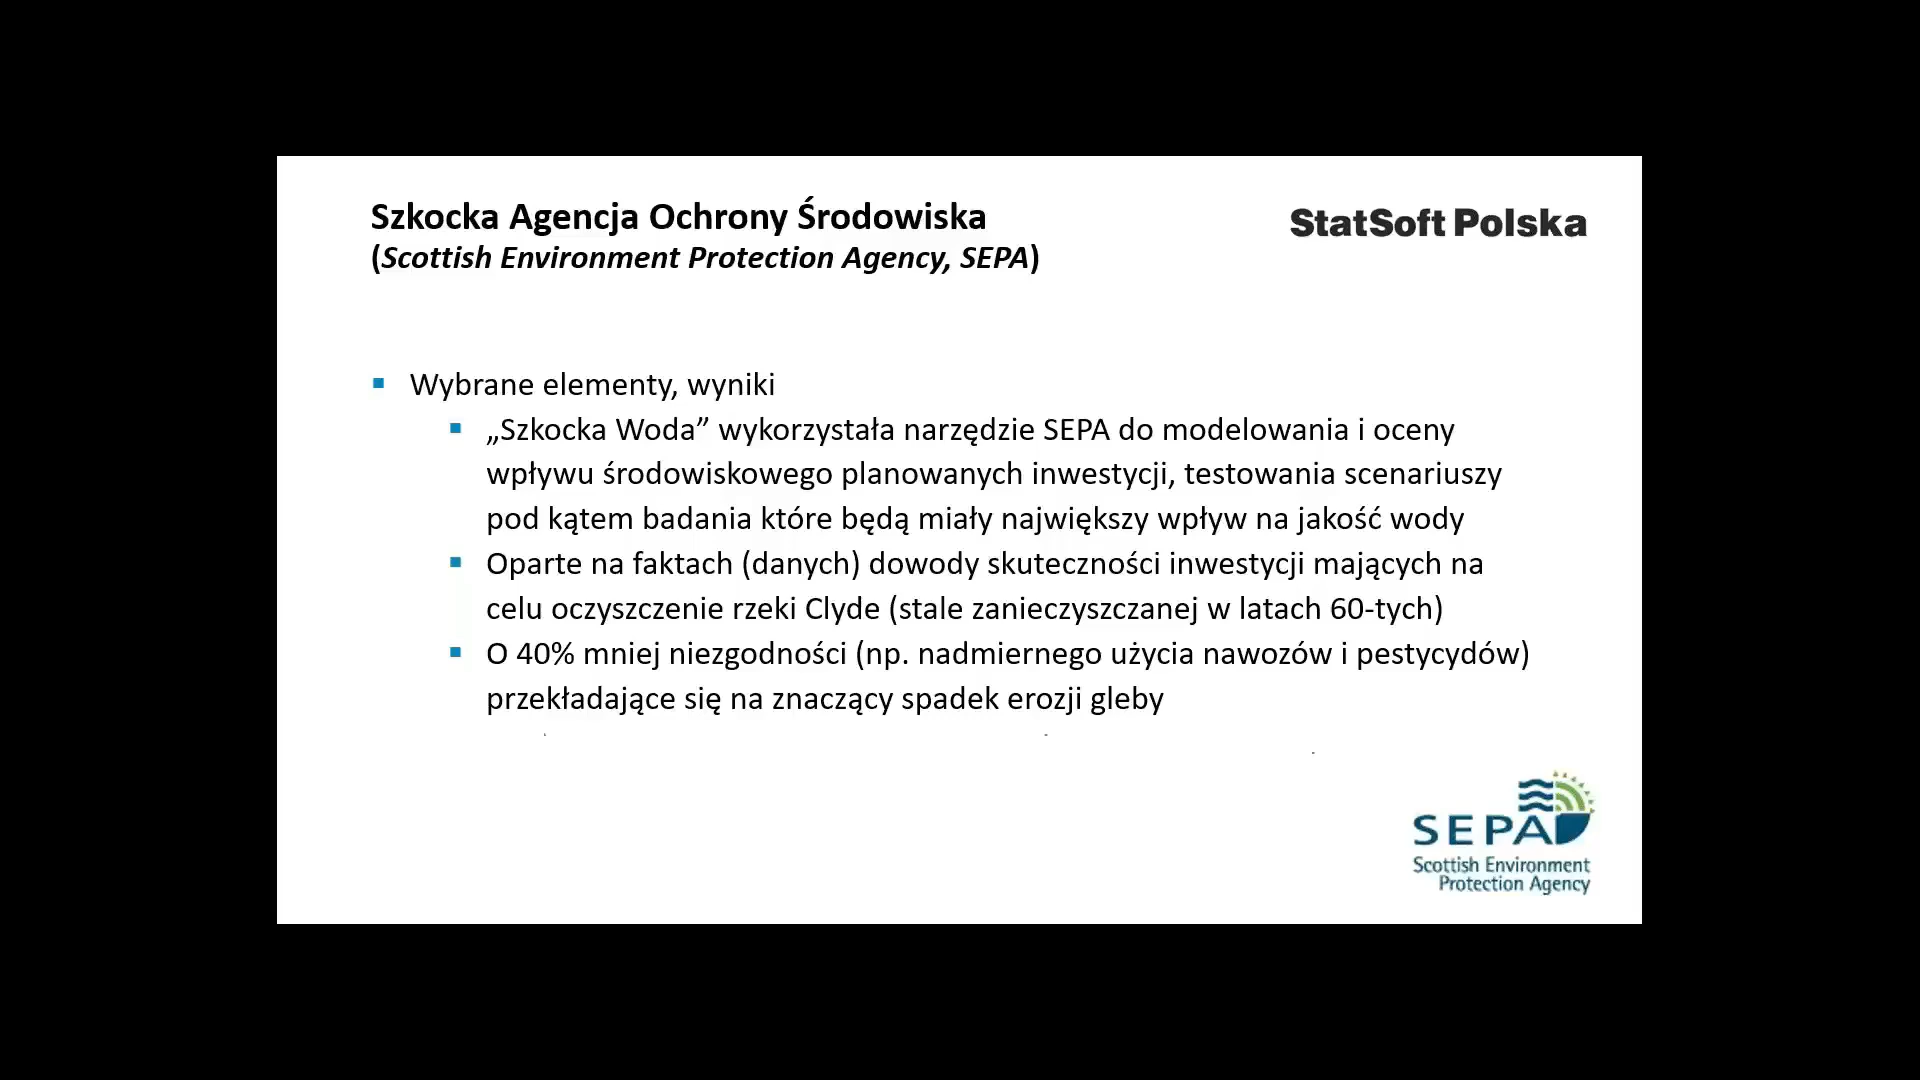 Szkocka Agencja Ochrony Środowiska
StatSoft Polska
(Scottish Environment Protection Agency, SEPA)
Wybrane elementy, wyniki
„Szkocka Woda” wykorzystała narzędzie SEPA do modelowania i oceny
wpływu środowiskowego planowanych inwestycji, testowania scenariuszy
pod kątem badania które będą miały największy wpływ na jakość wody
Oparte na faktach (danych) dowody skuteczności inwestycji mających na
celu oczyszczenie rzeki Clyde (stale zanieczyszczanej w latach 60-tych)
O 40% mniej niezgodności (np. nadmiernego użycia nawozów i pestycydów)
przekładające się na znaczący spadek erozji gleby
SEPA
Scottish Environment
Protection Agency